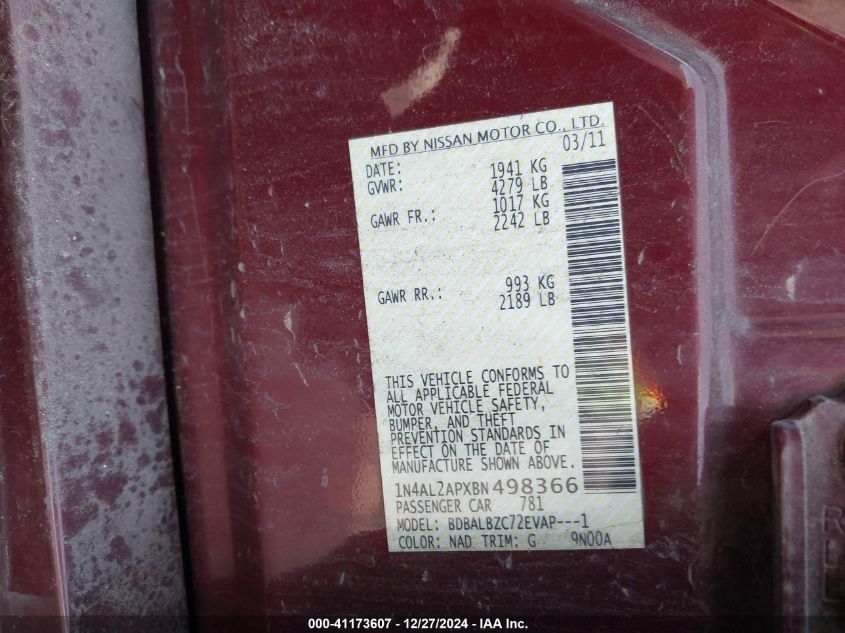 MFD BY NISSAN MOTOR CO., LTD.
DATE: 03/11
GVWR: 1941 KG
4279 LB
GAWR FR.: 1017 KG
2242 LB
GAWR RR.: 993 KG
2189 LB
THIS VEHICLE CONFORMS TO
ALL APPLICABLE FEDERAL
MOTOR VEHICLE SAFETY,
BUMPER, AND THEFT
PREVENTION STANDARDS IN
EFFECT ON THE DATE OF
MANUFACTURE SHOWN ABOVE.
1N4AL2APXBN498366
PASSENGER CAR 781
MODEL: BDBALBZC72EVAP---1
COLOR: NAD TRIM: G 9N00A
000-41173607 - 12/27/2024 - IAA Inc.